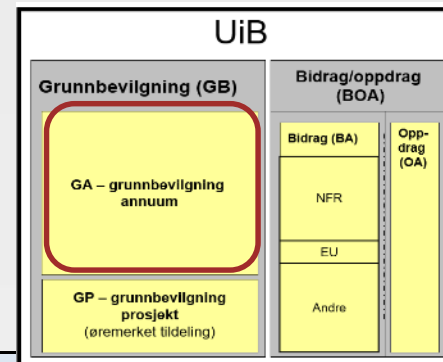 UiB
Grunnbevilgning (GB)
GA – grunnbevilgning
annuum
GP – grunnbevilgning
prosjekt
(øremerket tildeling)
Bidrag/oppdrag
(BOA)
Bidrag (BA)
NFR
EU
Andre
Opp-
drag
(OA)